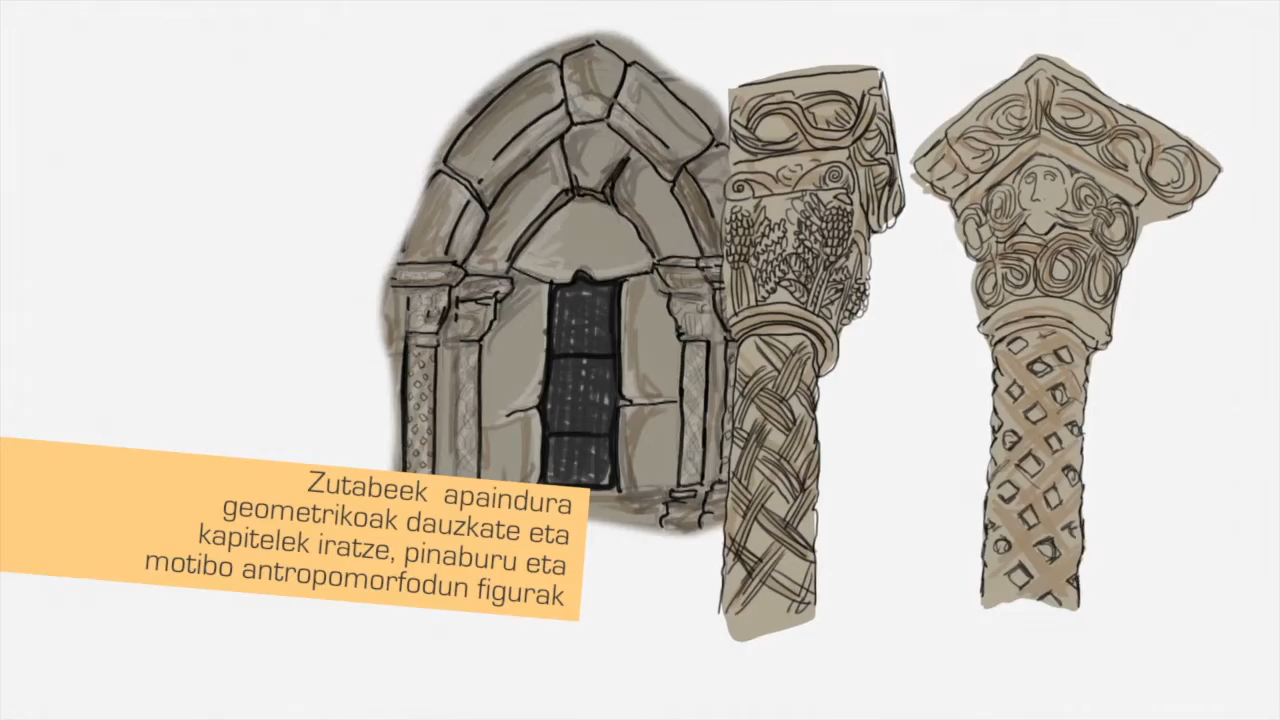 Zutabeek apaindura
geometrikoak dauzkate eta
kapitelek iratze, pinaburu eta
motibo antropomorfodun figurak